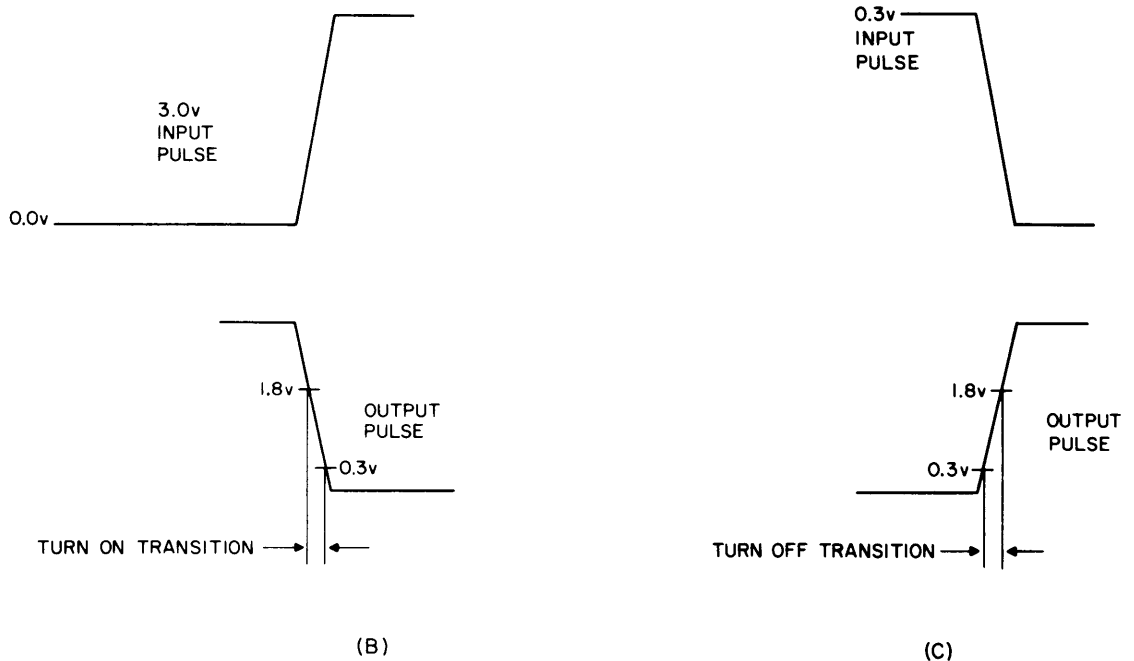 3.0v
INPUT
PULSE
0.0v
1.8v
OUTPUT
PULSE
0.3v
TURN ON TRANSITION
(B)
0.3v
INPUT
PULSE
1.8v
OUTPUT
PULSE
0.3v
TURN OFF TRANSITION
(C)